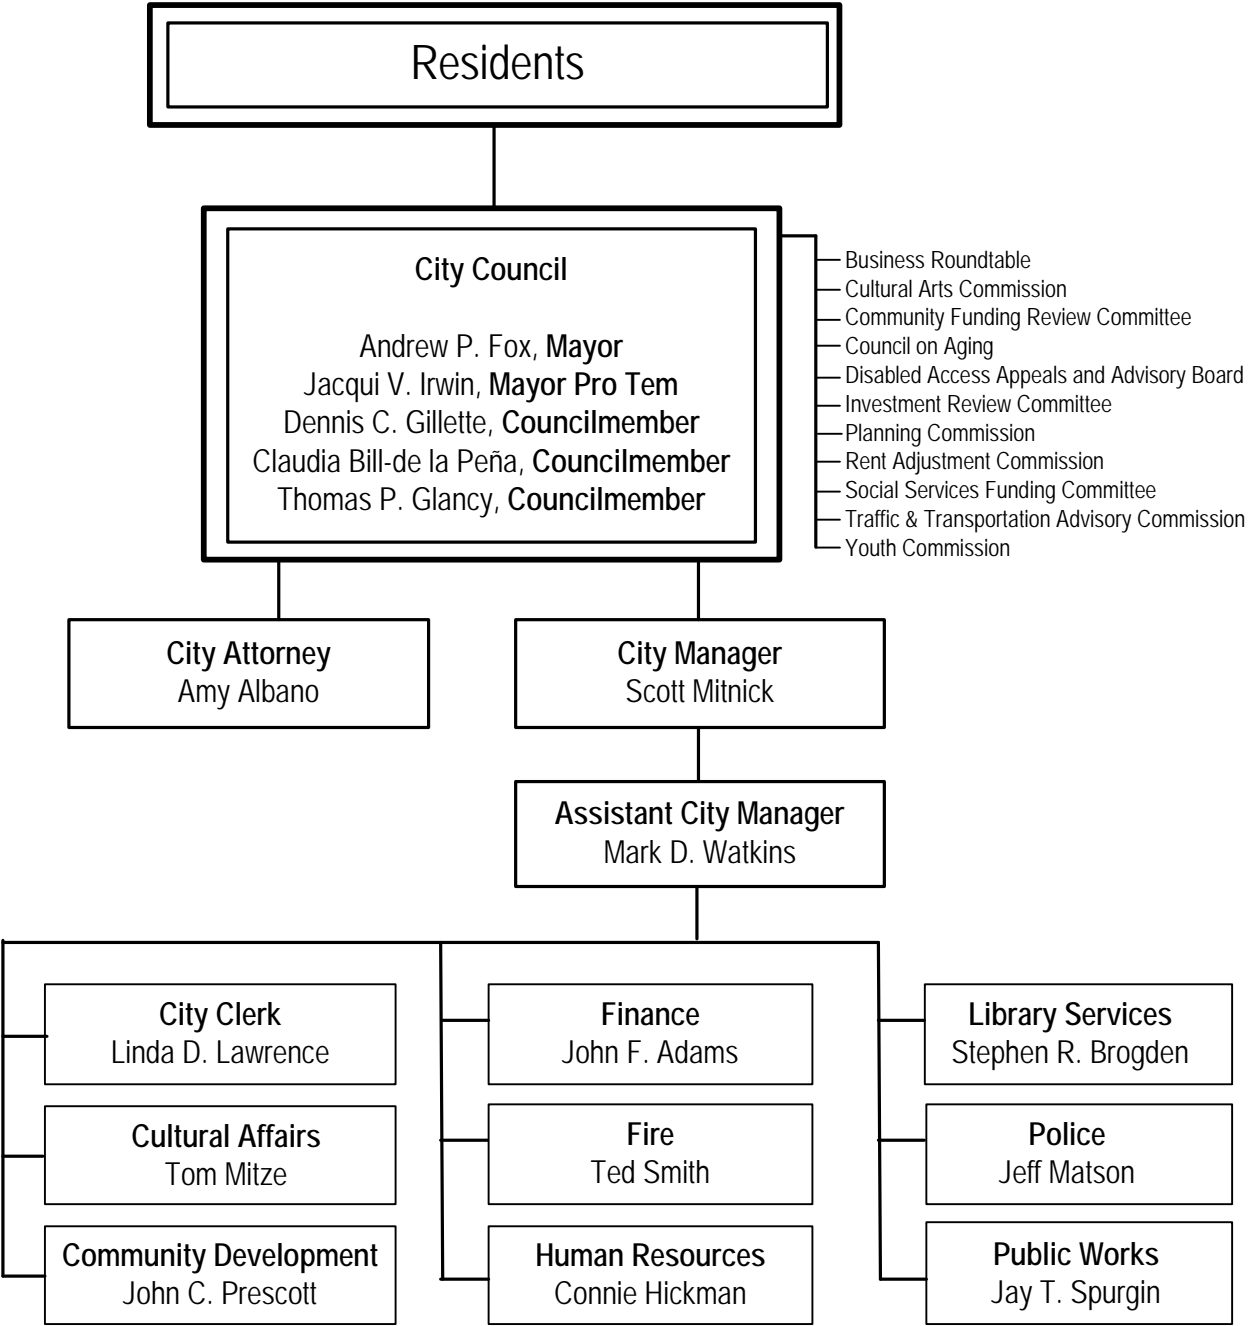 Residents
City Council
Andrew P. Fox, Mayor
Jacqui V. Irwin, Mayor Pro Tem
Dennis C. Gillette, Councilmember
Claudia Bill-de la Peña, Councilmember
Thomas P. Glancy, Councilmember
Business Roundtable
Cultural Arts Commission
Community Funding Review Committee
Council on Aging
Disabled Access Appeals and Advisory Board
Investment Review Committee
Planning Commission
Rent Adjustment Commission
Social Services Funding Committee
Traffic & Transportation Advisory Commission
Youth Commission
City Attorney
Amy Albano
City Manager
Scott Mitnick
Assistant City Manager
Mark D. Watkins
City Clerk
Linda D. Lawrence
Cultural Affairs
Tom Mitze
Community Development
John C. Prescott
Finance
John F. Adams
Fire
Ted Smith
Human Resources
Connie Hickman
Library Services
Stephen R. Brogden
Police
Jeff Matson
Public Works
Jay T. Spurgin